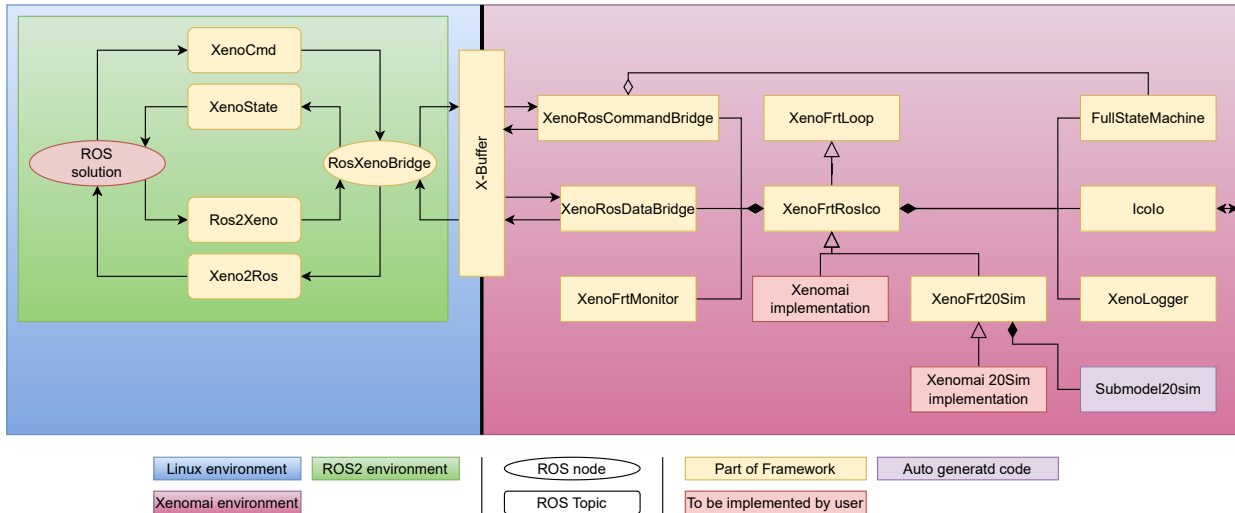 XenoCmd
XenoState
ROS
solution
RosXenoBridge
Ros2Xeno
Xeno2Ros
X-Buffer
XenoRosCommandBridge
XenoFrtLoop
FullStateMachine
XenoRosDataBridge
XenoFrtRosIco
IcoIo
XenoFrtMonitor
Xenomai
implementation
XenoFrt20Sim
XenoLogger
Xenomai 20Sim
implementation
Submodel20sim
Linux environment
ROS2 environment
ROS node
Part of Framework
Auto generatd code
Xenomai environment
ROS Topic
To be implemented by user